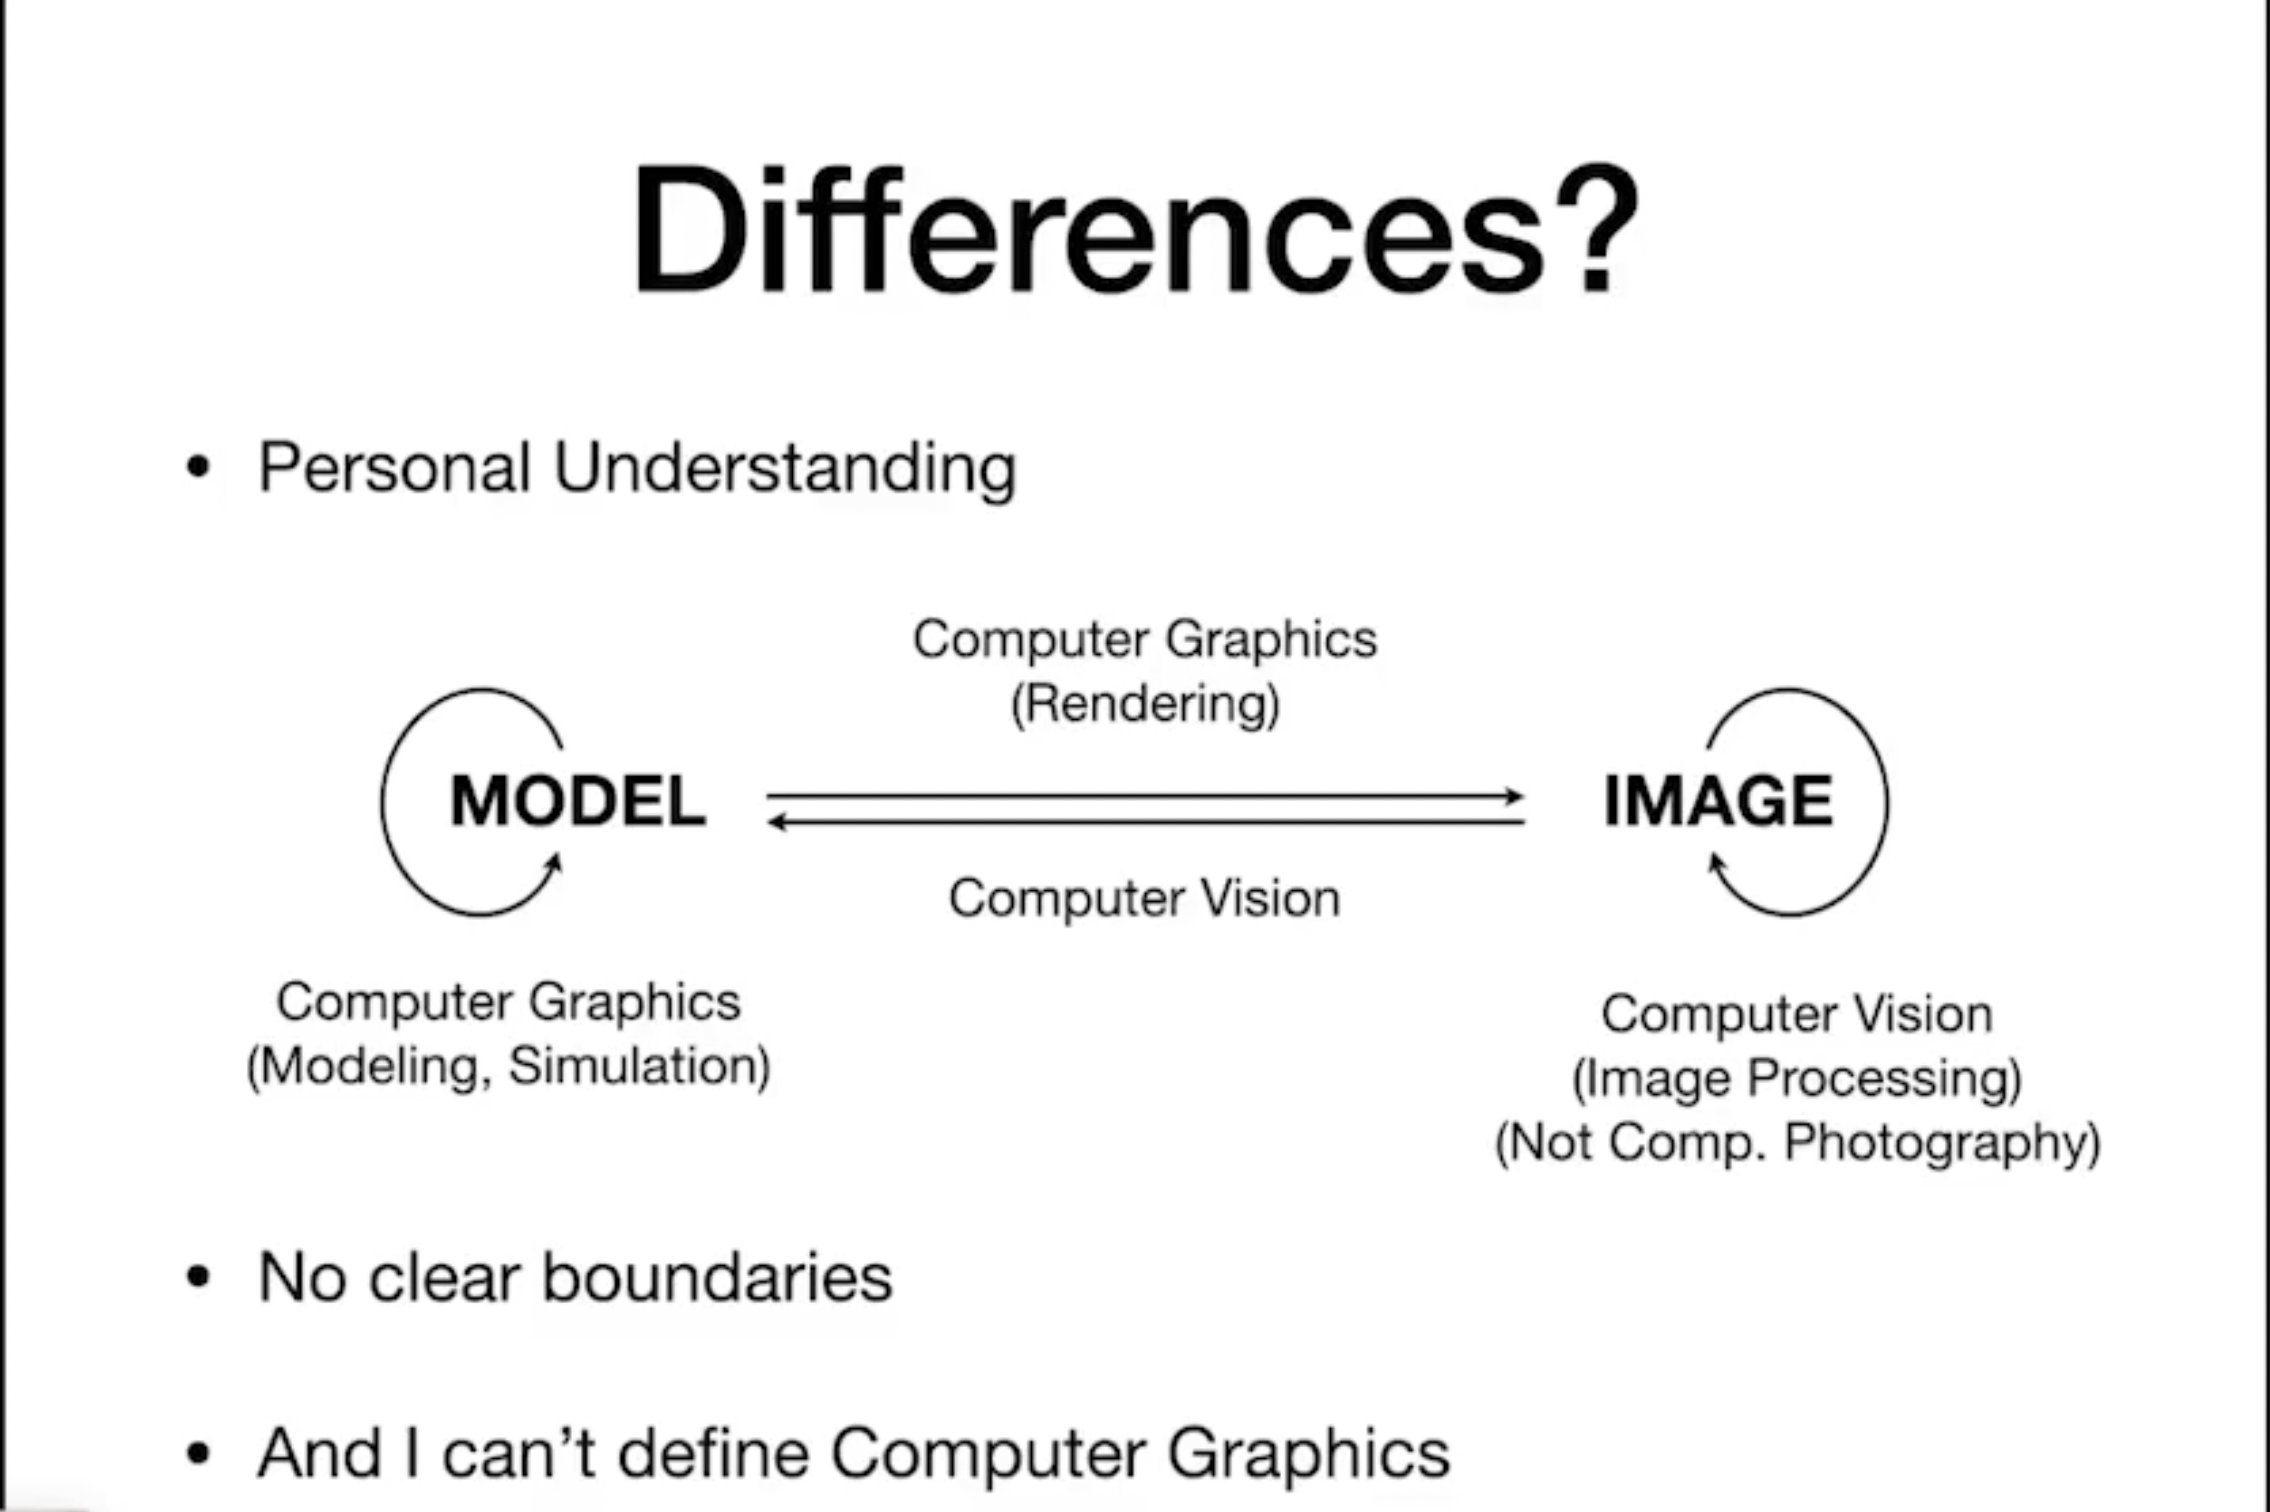 Differences?
• Personal Understanding
Computer Graphics
(Rendering)
MODEL
IMAGE
Computer Vision
Computer Graphics
(Modeling, Simulation)
Computer Vision
(Image Processing)
(Not Comp. Photography)
• No clear boundaries
• And I can’t define Computer Graphics